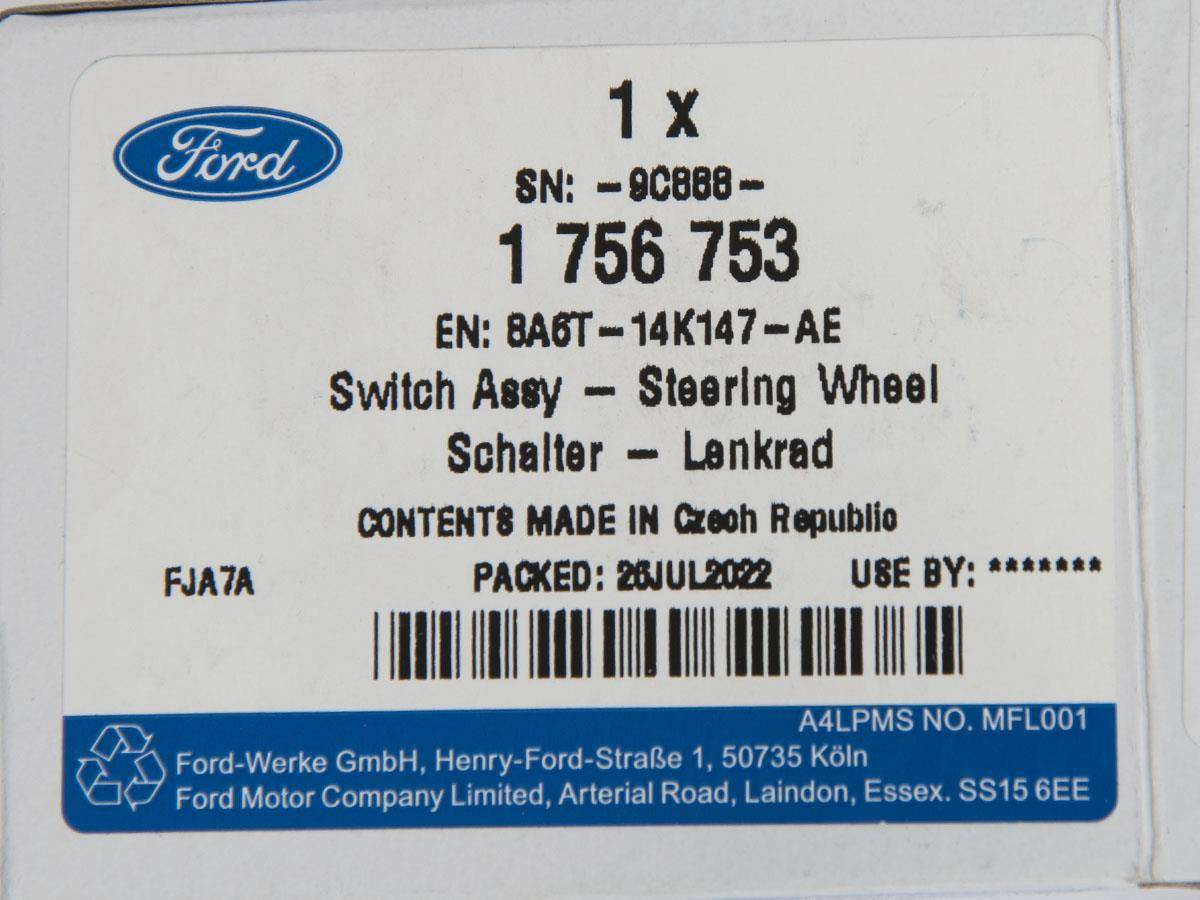 Ford
1 x
SN: -9C888-
1 756 753
EN: 8A6T-14K147-AE
Switch Assy - Steering Wheel
Schalter - Lenkrad
CONTENTS MADE IN Czech Republic
FJA7A PACKED: 26JUL2022 USE BY: *******
A4LPMS NO. MFL001
Ford-Werke GmbH, Henry-Ford-Straße 1, 50735 Köln
Ford Motor Company Limited, Arterial Road, Laindon, Essex. SS15 6EE